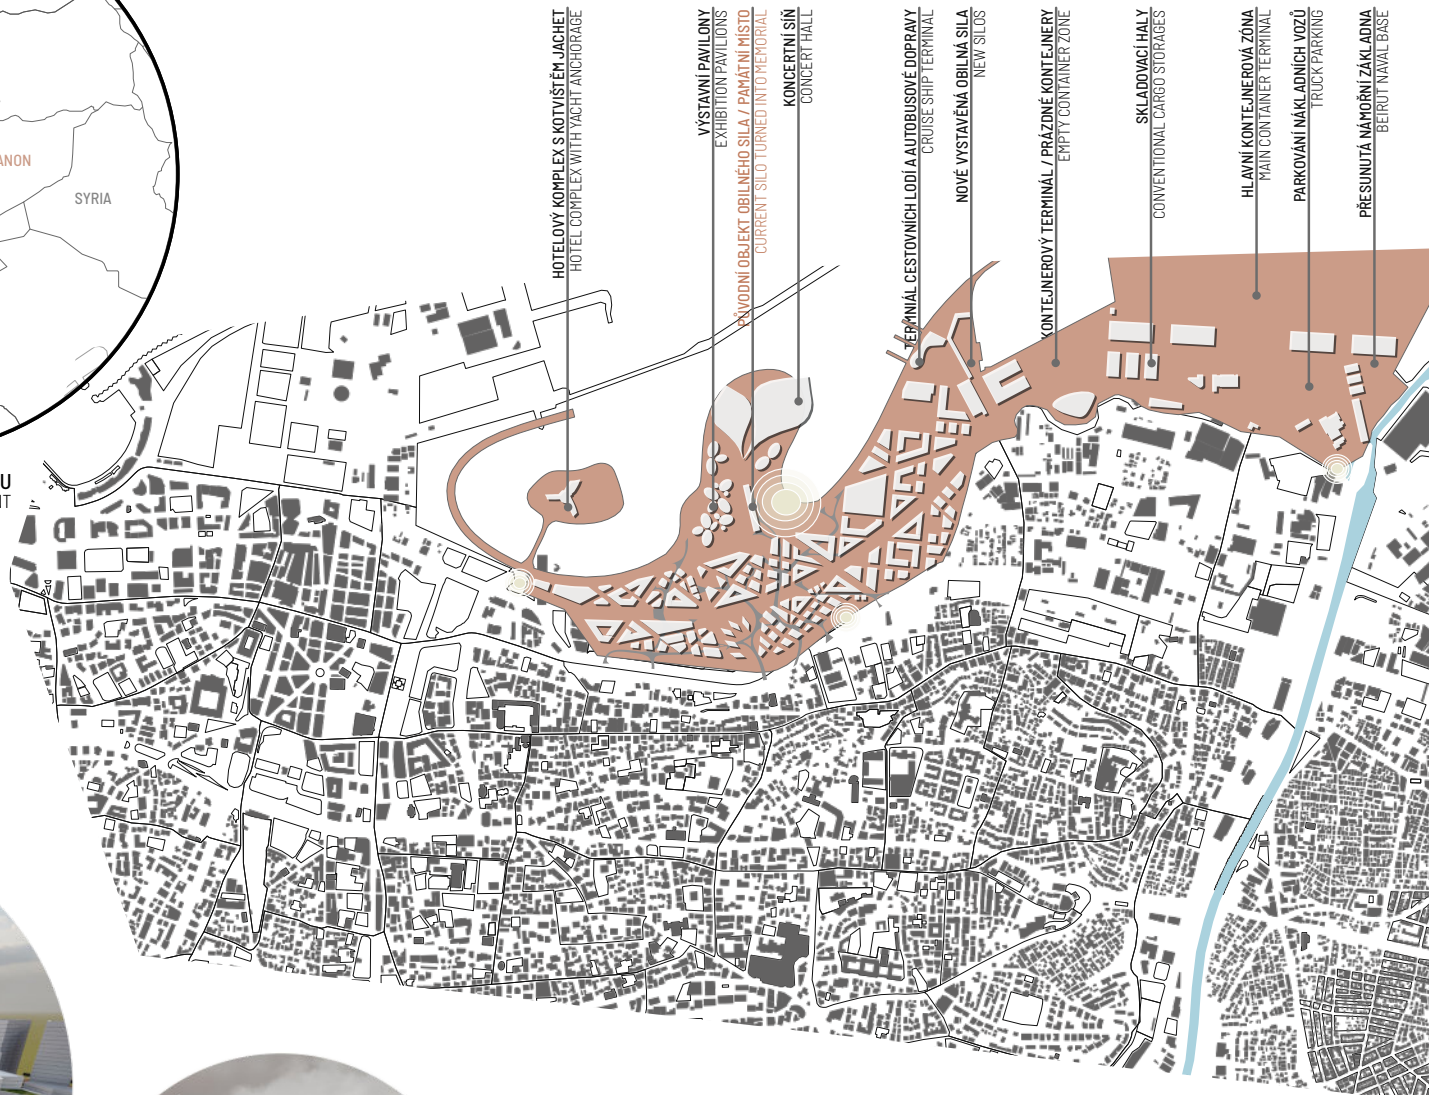 ANON
SYRIA
U
NT
HOTELOVÝ KOMPLEX S KOTVIŠTĚM JACHET
HOTEL COMPLEX WITH YACHT ANCHORAGE
VÝSTAVNÍ PAVILONY
EXHIBITION PAVILIONS
PŮVODNÍ OBJEKT OBILNÉHO SILA / PAMÁTNÍ MÍSTO
CURRENT SILO TURNED INTO MEMORIAL
KONCERTNÍ SÍŇ
CONCERT HALL
TERMINÁL CESTOVNÍCH LODÍ A AUTOBUSOVÉ DOPRAVY
CRUISE SHIP TERMINAL
NOVĚ VYSTAVĚNÁ OBILNÁ SILA
NEW SILOS
KONTEJNEROVÝ TERMINÁL / PRÁZDNÉ KONTEJNERY
EMPTY CONTAINER ZONE
SKLADOVACÍ HALY
CONVENTIONAL CARGO STORAGES
HLAVNÍ KONTEJNEROVÁ ZÓNA
MAIN CONTAINER TERMINAL
PARKOVÁNÍ NÁKLADNÍCH VOZŮ
TRUCK PARKING
PŘESUNUTÁ NÁMOŘNÍ ZÁKLADNA
BEIRUT NAVAL BASE